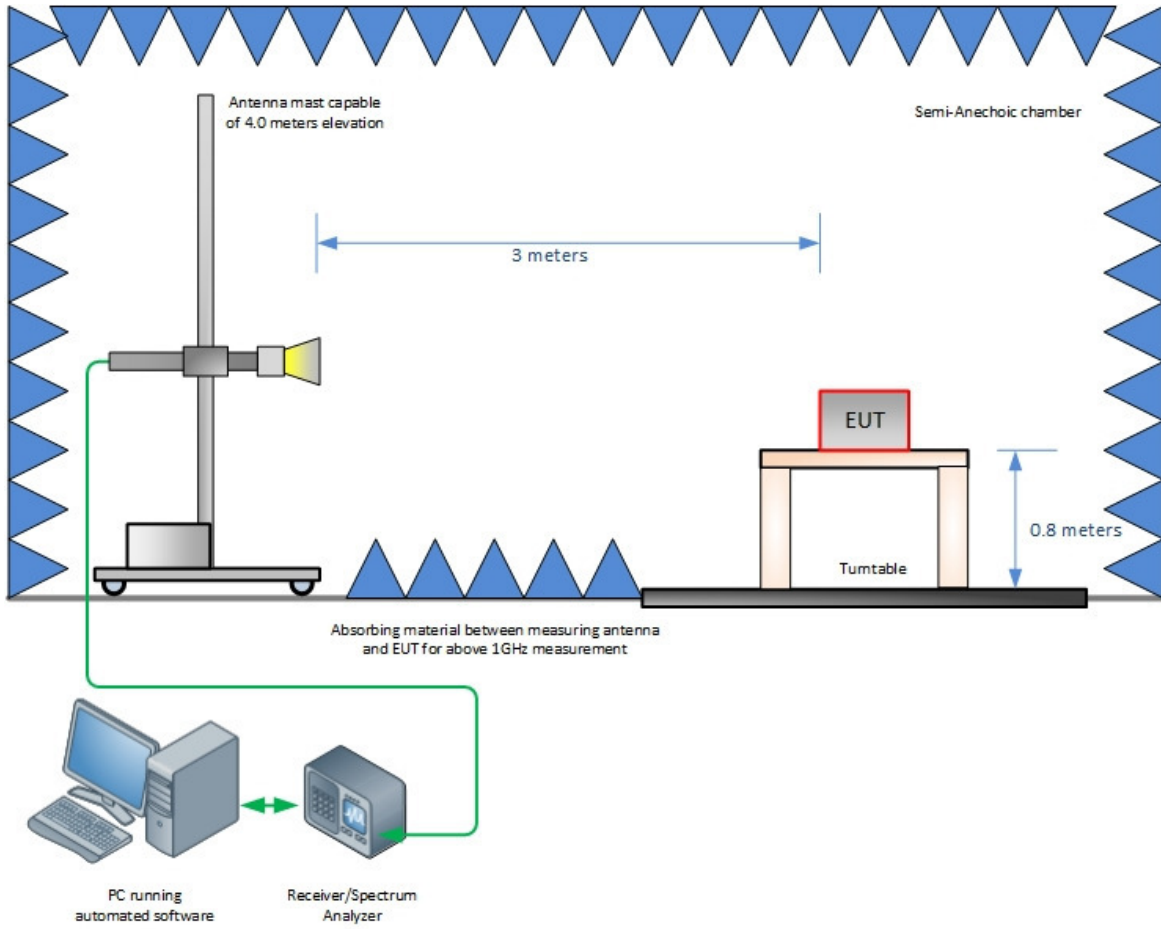 Antenna mast capable
of 4.0 meters elevation
Semi-Anechoic chamber
3 meters
EUT
0.8 meters
Turntable
Absorbing material between measuring antenna
and EUT for above 1GHz measurement
PC running
automated software
Receiver/Spectrum
Analyzer